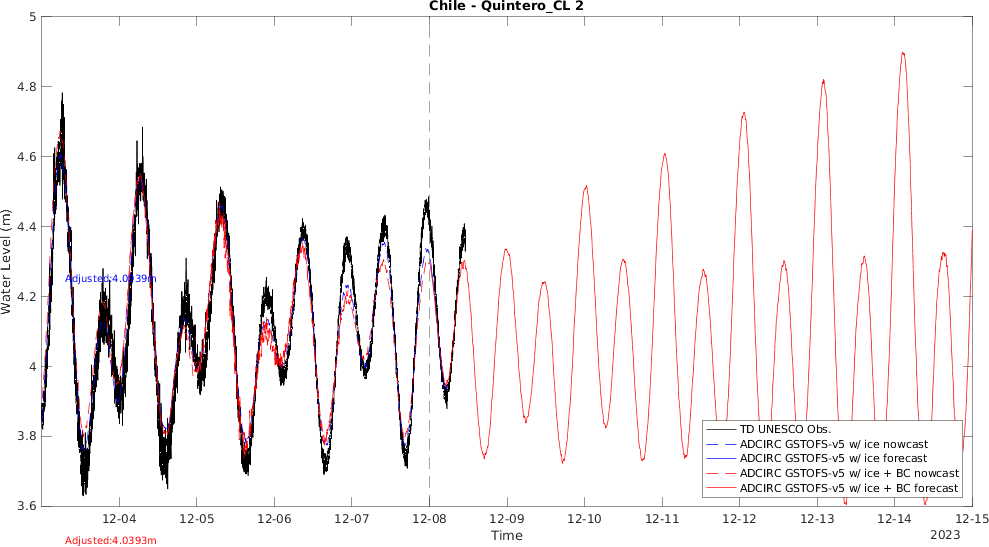 Chile - Quintero_CL 2
5
4.8
4.6
4.4
4.2
4
3.8
3.6
Water Level (m)
Adjusted:4.0939m
TD UNESCO Obs.
ADCIRC GSTOFS-v5 w/ ice nowcast
ADCIRC GSTOFS-v5 w/ ice forecast
ADCIRC GSTOFS-v5 w/ ice + BC nowcast
ADCIRC GSTOFS-v5 w/ ice + BC forecast
12-04 12-05 12-06 12-07 12-08 12-09 12-10 12-11 12-12 12-13 12-14 12-15
Time
2023
Adjusted:4.0393m